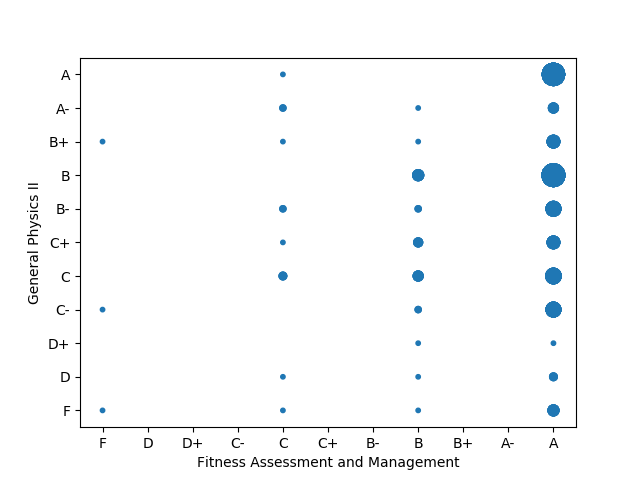 General Physics II
A
A-
B+
B
B-
C+
C
C-
D+
D
F
F D D+ C- C C+ B- B B+ A- A
Fitness Assessment and Management